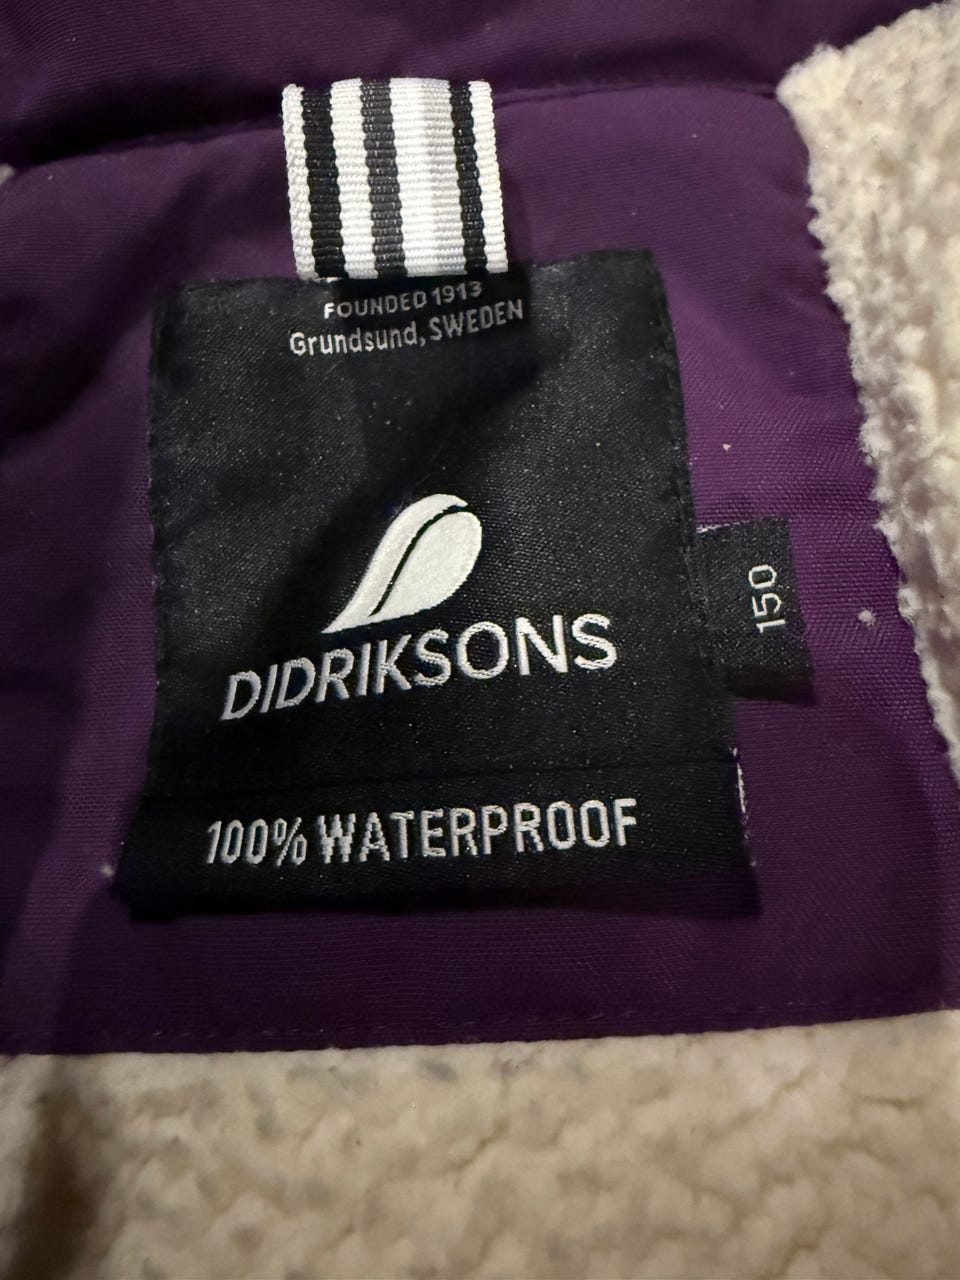 FOUNDED 1913
Grundsund, SWEDEN
DIDRIKSONS
150
100% WATERPROOF